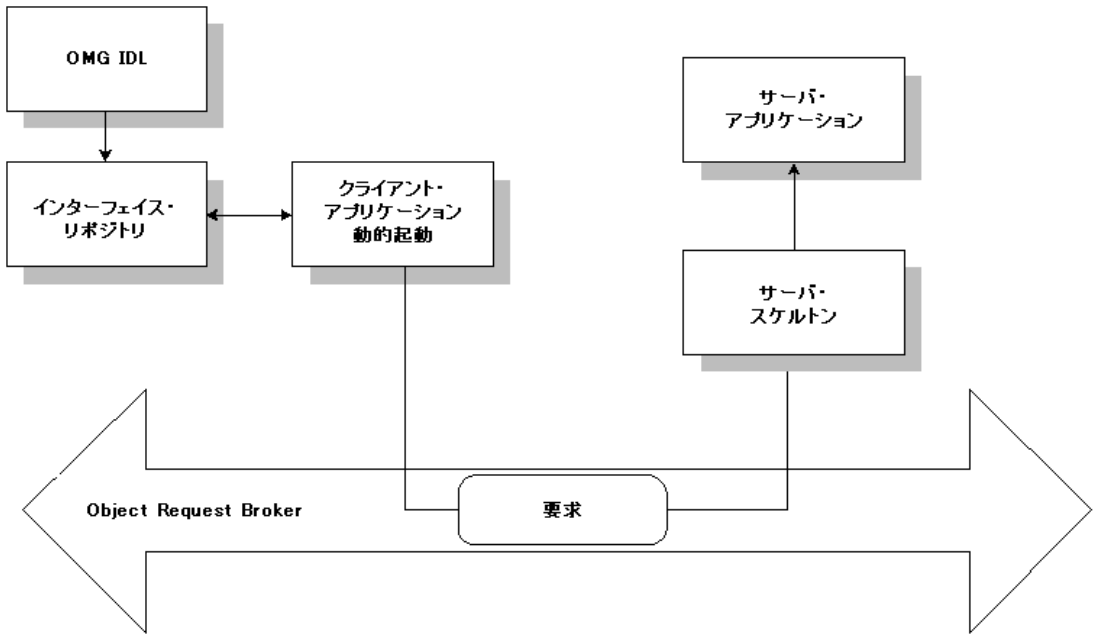 OMG IDL
サーバ・
アプリケーション
インターフェイス・
リポジトリ
クライアント・
アプリケーション
動的起動
サーバ・
スケルトン
Object Request Broker
要求